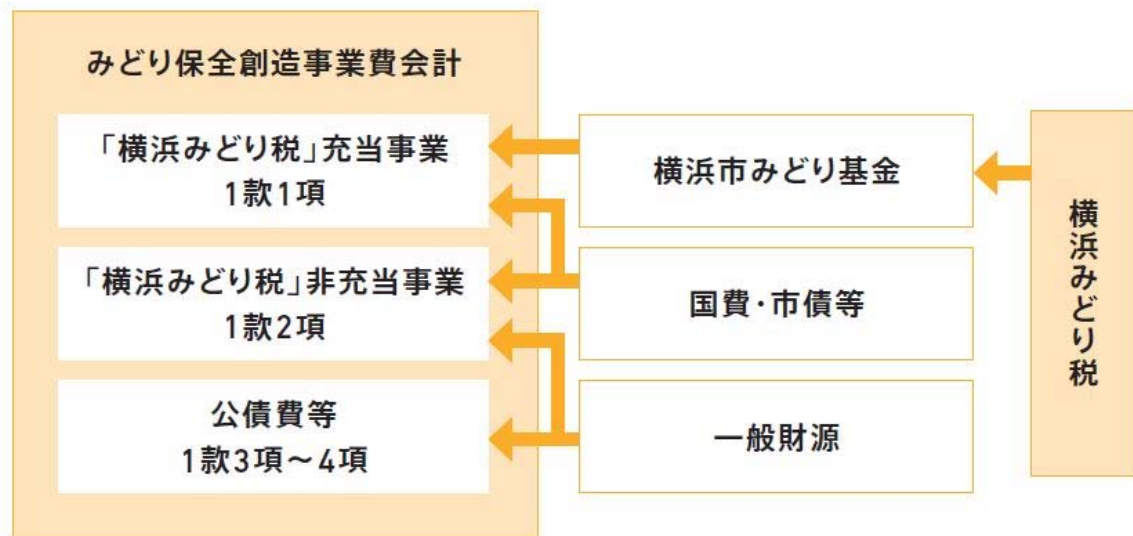 みどり保全創造事業費会計
「横浜みどり税」充当事業
1款1項
「横浜みどり税」非充当事業
1款2項
公債費等
1款3項～4項
横浜市みどり基金
国費・市債等
一般財源
横浜みどり税